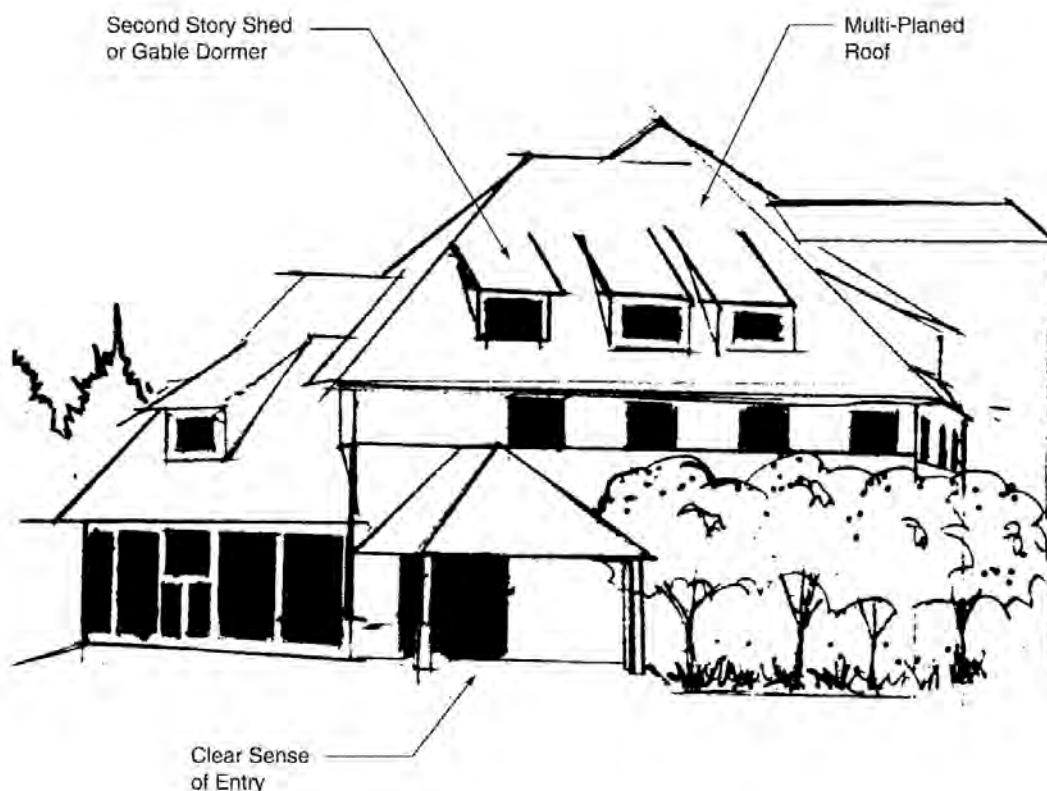 Second Story Shed
or Gable Dormer
Multi-Planed
Roof
Clear Sense
of Entry